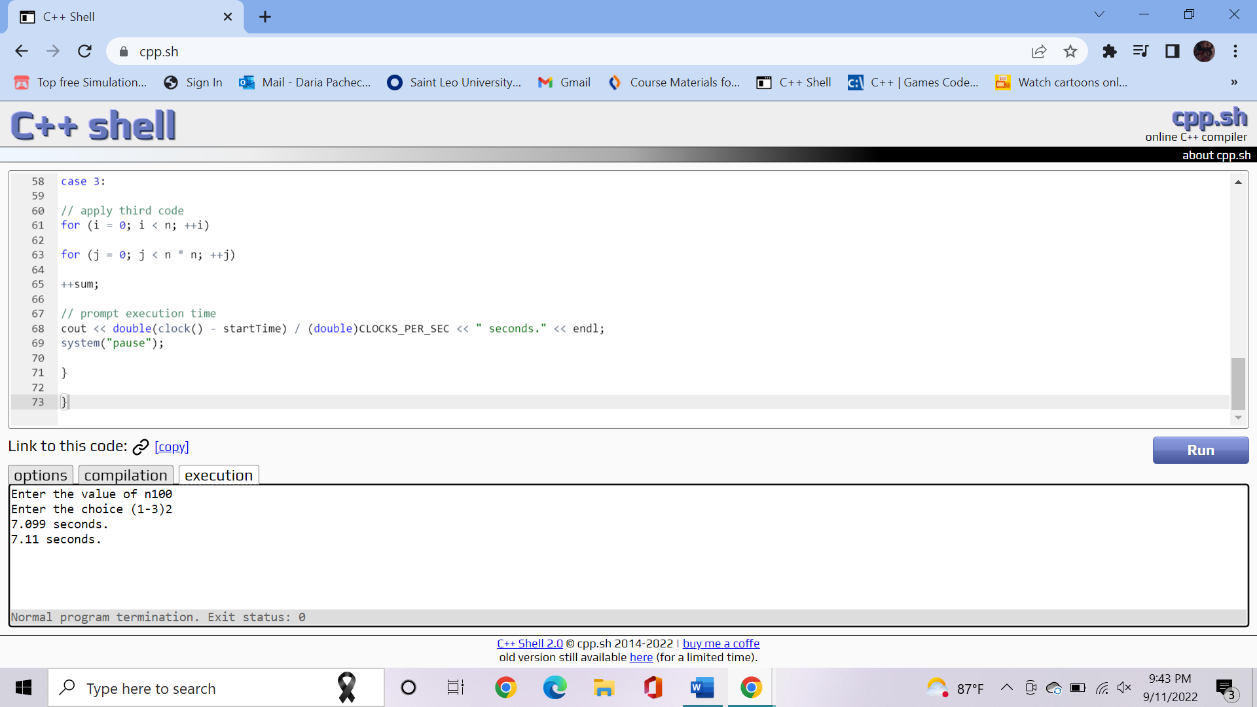 C++ Shell
cpp.sh
Top free Simulation... Sign In Mail - Daria Pachec... Saint Leo University... Gmail Course Materials fo... C++ Shell C:\ C++ | Games Code... Watch cartoons onl... »
C++ shell
cpp.sh
online C++ compiler
about cpp.sh
58 case 3:
59
60 // apply third code
61 for (i = 0; i < n; ++i)
62
63 for (j = 0; j < n * n; ++j)
64
65 ++sum;
66
67 // prompt execution time
68 cout << double(clock() - startTime) / (double)CLOCKS_PER_SEC << " seconds." << endl;
69 system("pause");
70
71 }
72
73 }
Link to this code: [copy]
Run
options compilation execution
Enter the value of n100
Enter the choice (1-3)2
7.099 seconds.
7.11 seconds.
Normal program termination. Exit status: 0
C++ Shell 2.0 © cpp.sh 2014-2022 | buy me a coffe
old version still available here (for a limited time).
Type here to search
87°F
9:43 PM
9/11/2022
3